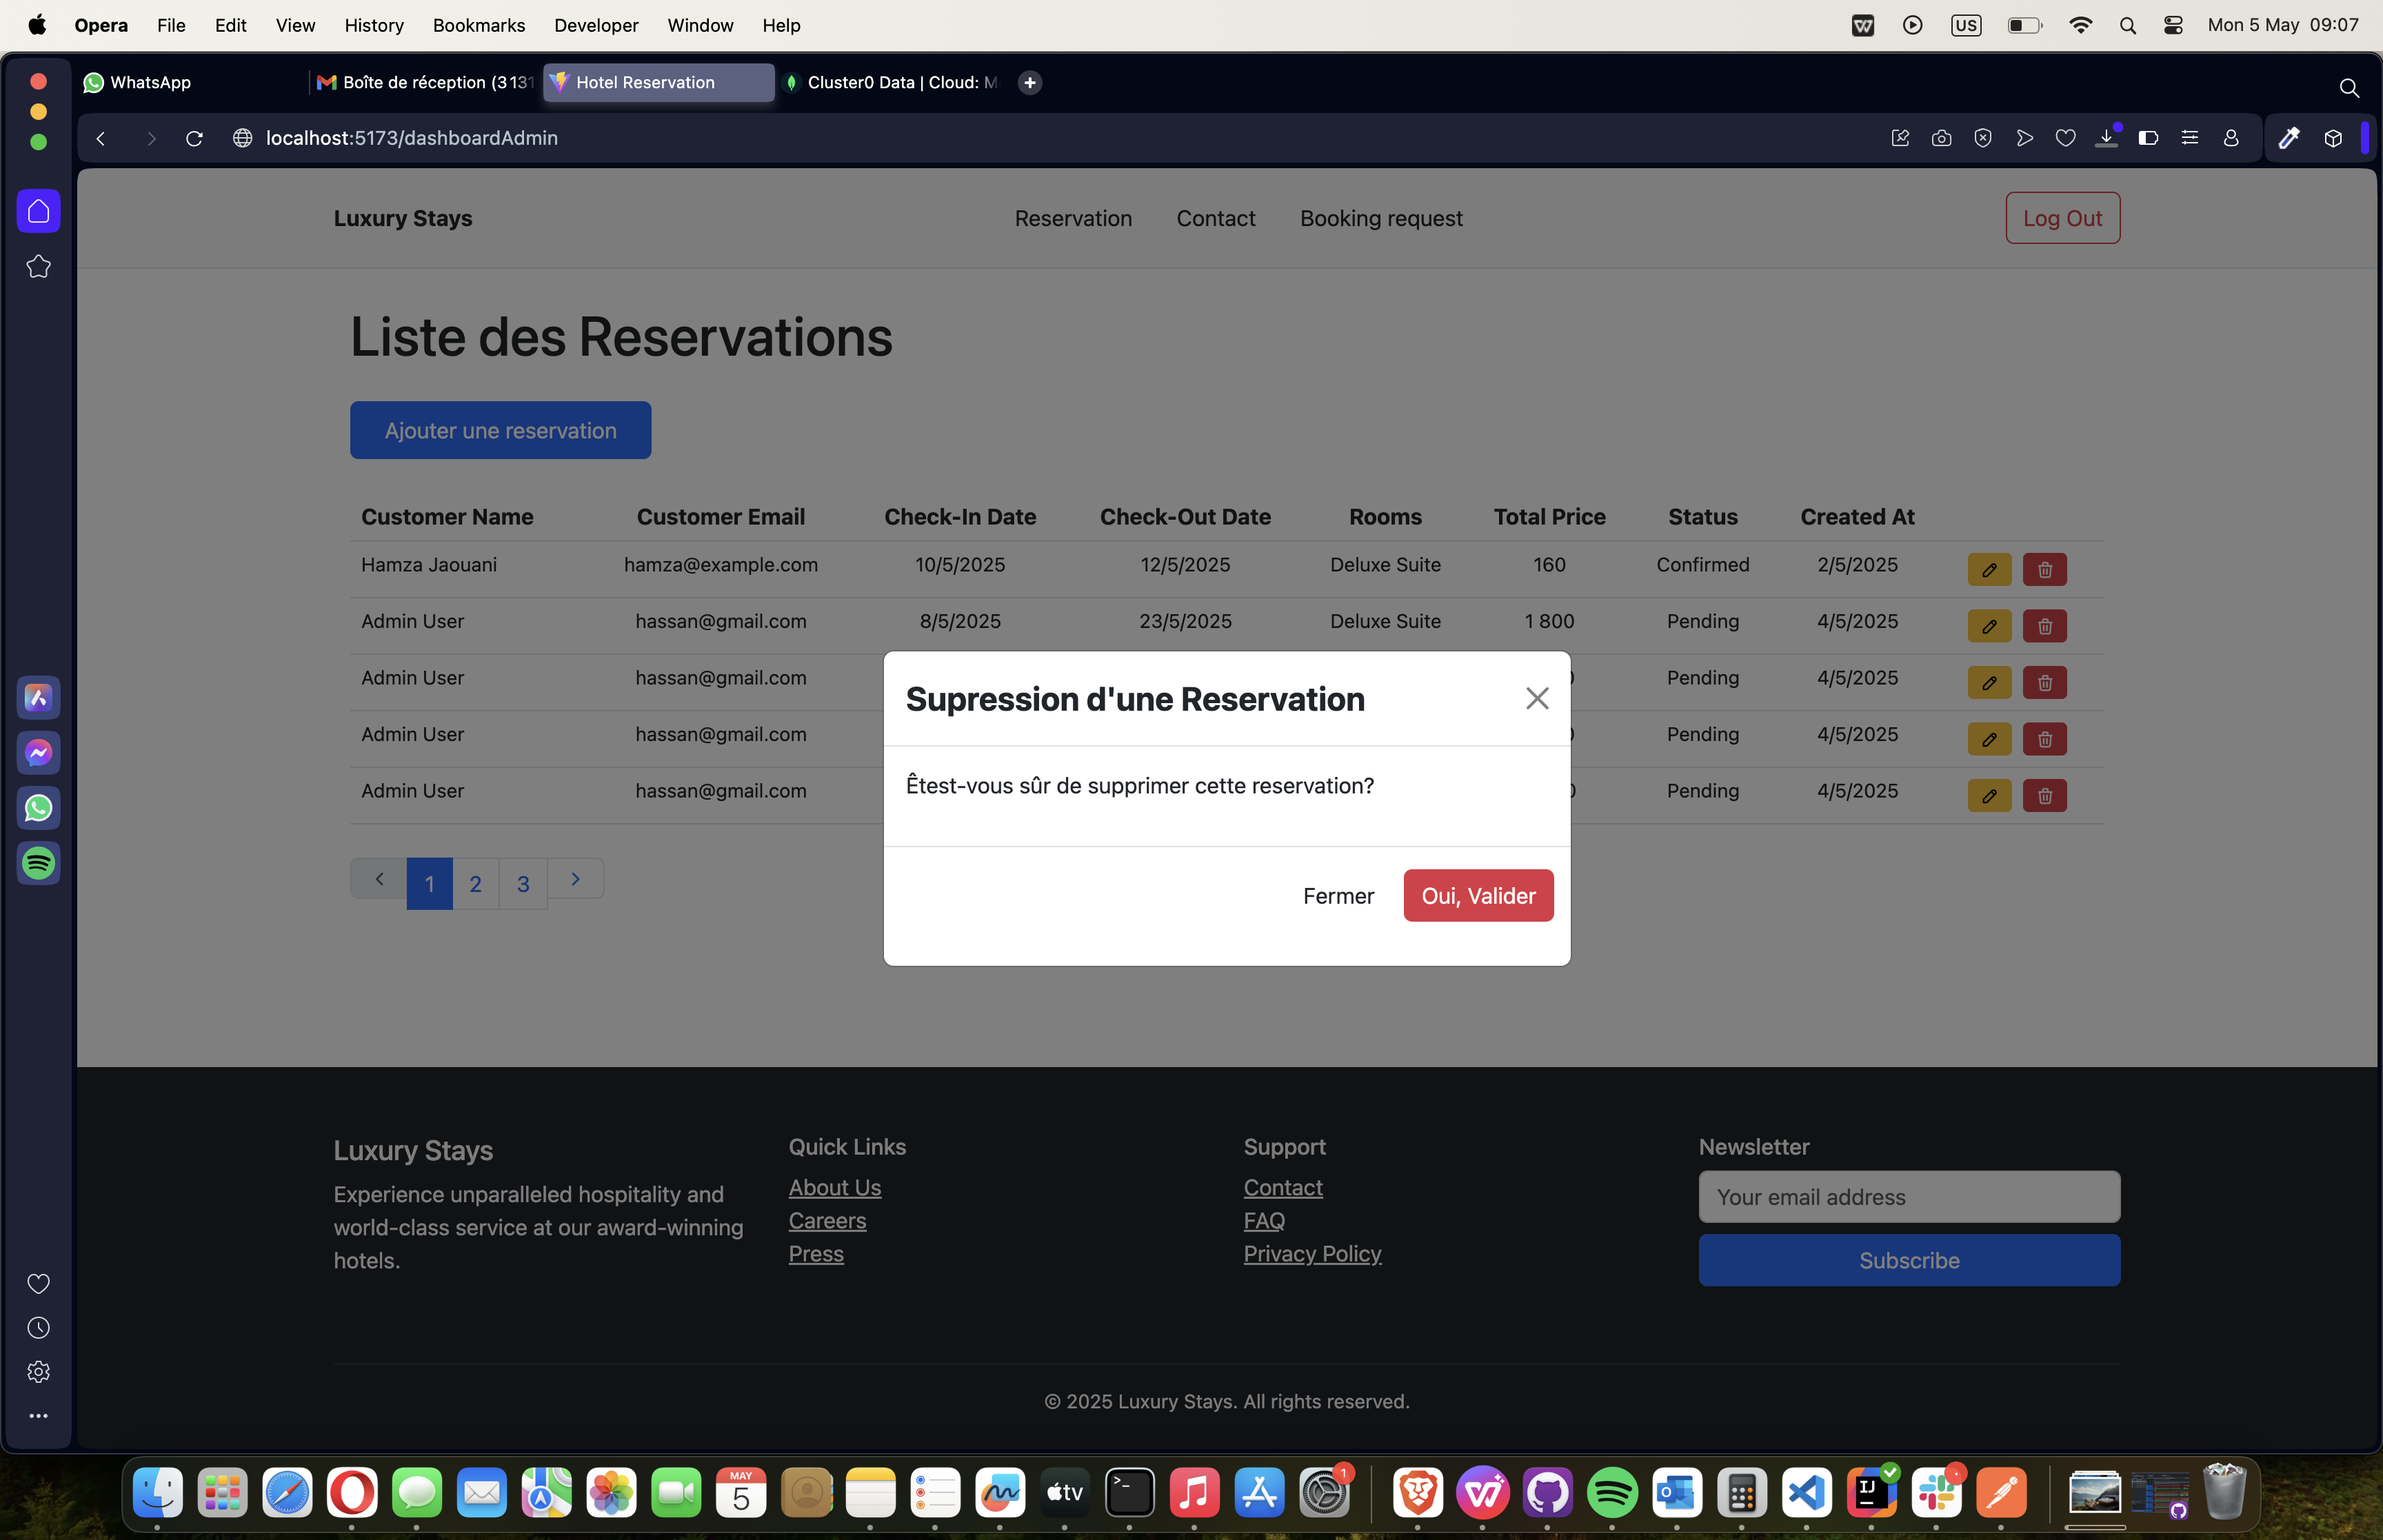 Opera File Edit View History Bookmarks Developer Window Help US Mon 5 May 09:07
WhatsApp Boîte de réception (3 131 Hotel Reservation Cluster0 Data | Cloud: M
localhost:5173/dashboardAdmin
Luxury Stays Reservation Contact Booking request Log Out
Liste des Reservations
Ajouter une reservation
Customer Name Customer Email Check-In Date Check-Out Date Rooms Total Price Status Created At
Hamza Jaouani hamza@example.com 10/5/2025 12/5/2025 Deluxe Suite 160 Confirmed 2/5/2025
Admin User hassan@gmail.com 8/5/2025 23/5/2025 Deluxe Suite 1 800 Pending 4/5/2025
Admin User hassan@gmail.com Pending 4/5/2025
Admin User hassan@gmail.com Pending 4/5/2025
Admin User hassan@gmail.com Pending 4/5/2025
Supression d'une Reservation
Êtest-vous sûr de supprimer cette reservation?
Fermer Oui, Valider
1 2 3
Luxury Stays
Experience unparalleled hospitality and
world-class service at our award-winning
hotels.
Quick Links
About Us
Careers
Press
Support
Contact
FAQ
Privacy Policy
Newsletter
Your email address
Subscribe
© 2025 Luxury Stays. All rights reserved.
MAY
5
tv
1
IJ